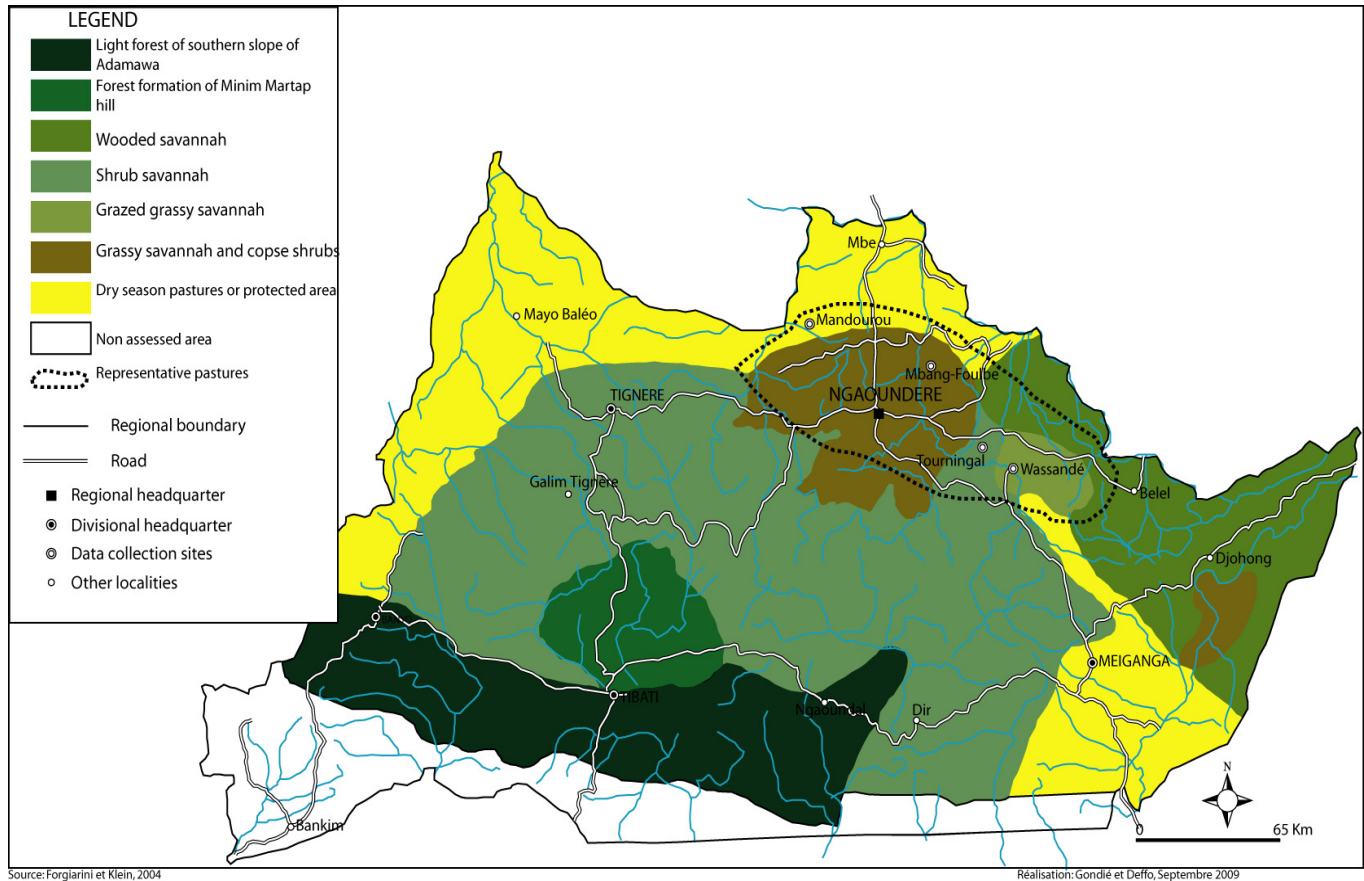 LEGEND
Light forest of southern slope of
Adamawa
Forest formation of Minim Martap
hill
Wooded savannah
Shrub savannah
Grazed grassy savannah
Grassy savannah and copse shrubs
Dry season pastures or protected area
Non assessed area
Representative pastures
Regional boundary
Road
Regional headquarter
Divisional headquarter
Data collection sites
Other localities
Mbe
Mayo Baléo
Mandourou
Mbang-Foulbe
TIGNERE
NGAOUNDERE
Tourningal
Wassandé
Galim Tignère
Belel
Djohong
MEIGANGA
TIBATI
Ngaoundal
Dir
Bankim
N
0
65 Km
Source: Forgiarini et Klein, 2004
Réalisation: Gondié et Deffo, Septembre 2009